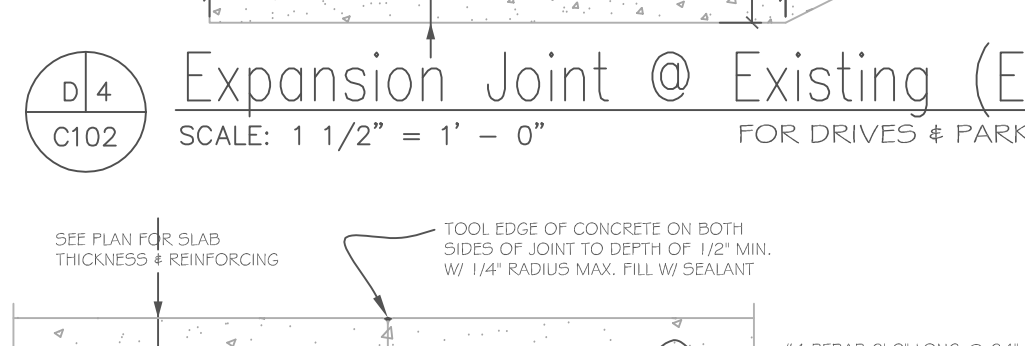 Expansion Joint @ Existing (E
D 4
C102
SCALE: 1 1/2” = 1’ – 0”
FOR DRIVES & PARK
SEE PLAN FOR SLAB
THICKNESS & REINFORCING
TOOL EDGE OF CONCRETE ON BOTH
SIDES OF JOINT TO DEPTH OF 1/2" MIN.
W/ 1/4" RADIUS MAX. FILL W/ SEALANT